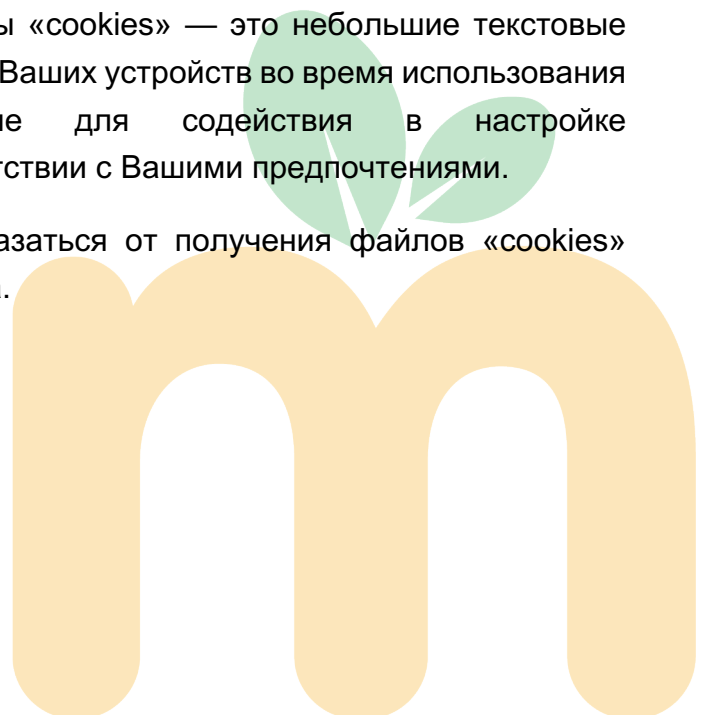 ы «cookies» — это небольшие текстовые
Ваших устройств во время использования
ие для содействия в настройке
тствии с Вашими предпочтениями.
азаться от получения файлов «cookies»